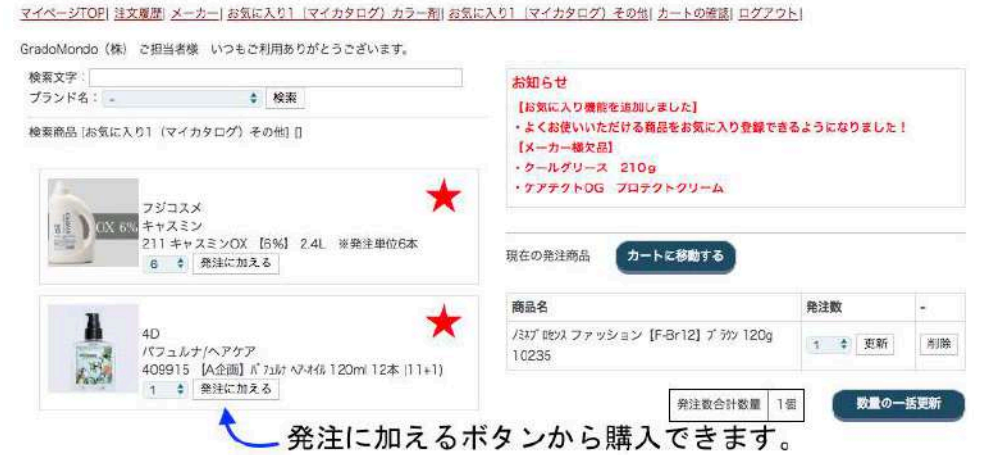 マイページTOP| 注文履歴| メーカー| お気に入り1（マイカタログ）カラー剤| お気に入り1（マイカタログ）その他| カートの確認| ログアウト|
GradoMondo（株） ご担当者様 いつもご利用ありがとうございます。
検索文字：
ブランド名： - 検索
検索商品 [お気に入り1（マイカタログ）その他] []
OX 6%
フジコスメ
キャスミン
211 キャスミンOX 【6%】 2.4L ※発注単位6本
6 発注に加える
4D
パフュルナ/ヘアケア
409915 【A企画】ﾊﾟﾌｭﾙﾅ ﾍｱ-ｵｲﾙ 120ml 12本 (11+1)
1 発注に加える
お知らせ
【お気に入り機能を追加しました】
・よくお使いいただける商品をお気に入り登録できるようになりました！
【メーカー様欠品】
・クールグリース 210g
・ケアテクトOG プロテクトクリーム
現在の発注商品 カートに移動する
商品名 発注数 -
ファッション【F-Br12】ﾌﾞﾗｳﾝ 120g
10235
1 更新 削除
発注数合計数量 1個 数量の一括更新
発注に加えるボタンから購入できます。